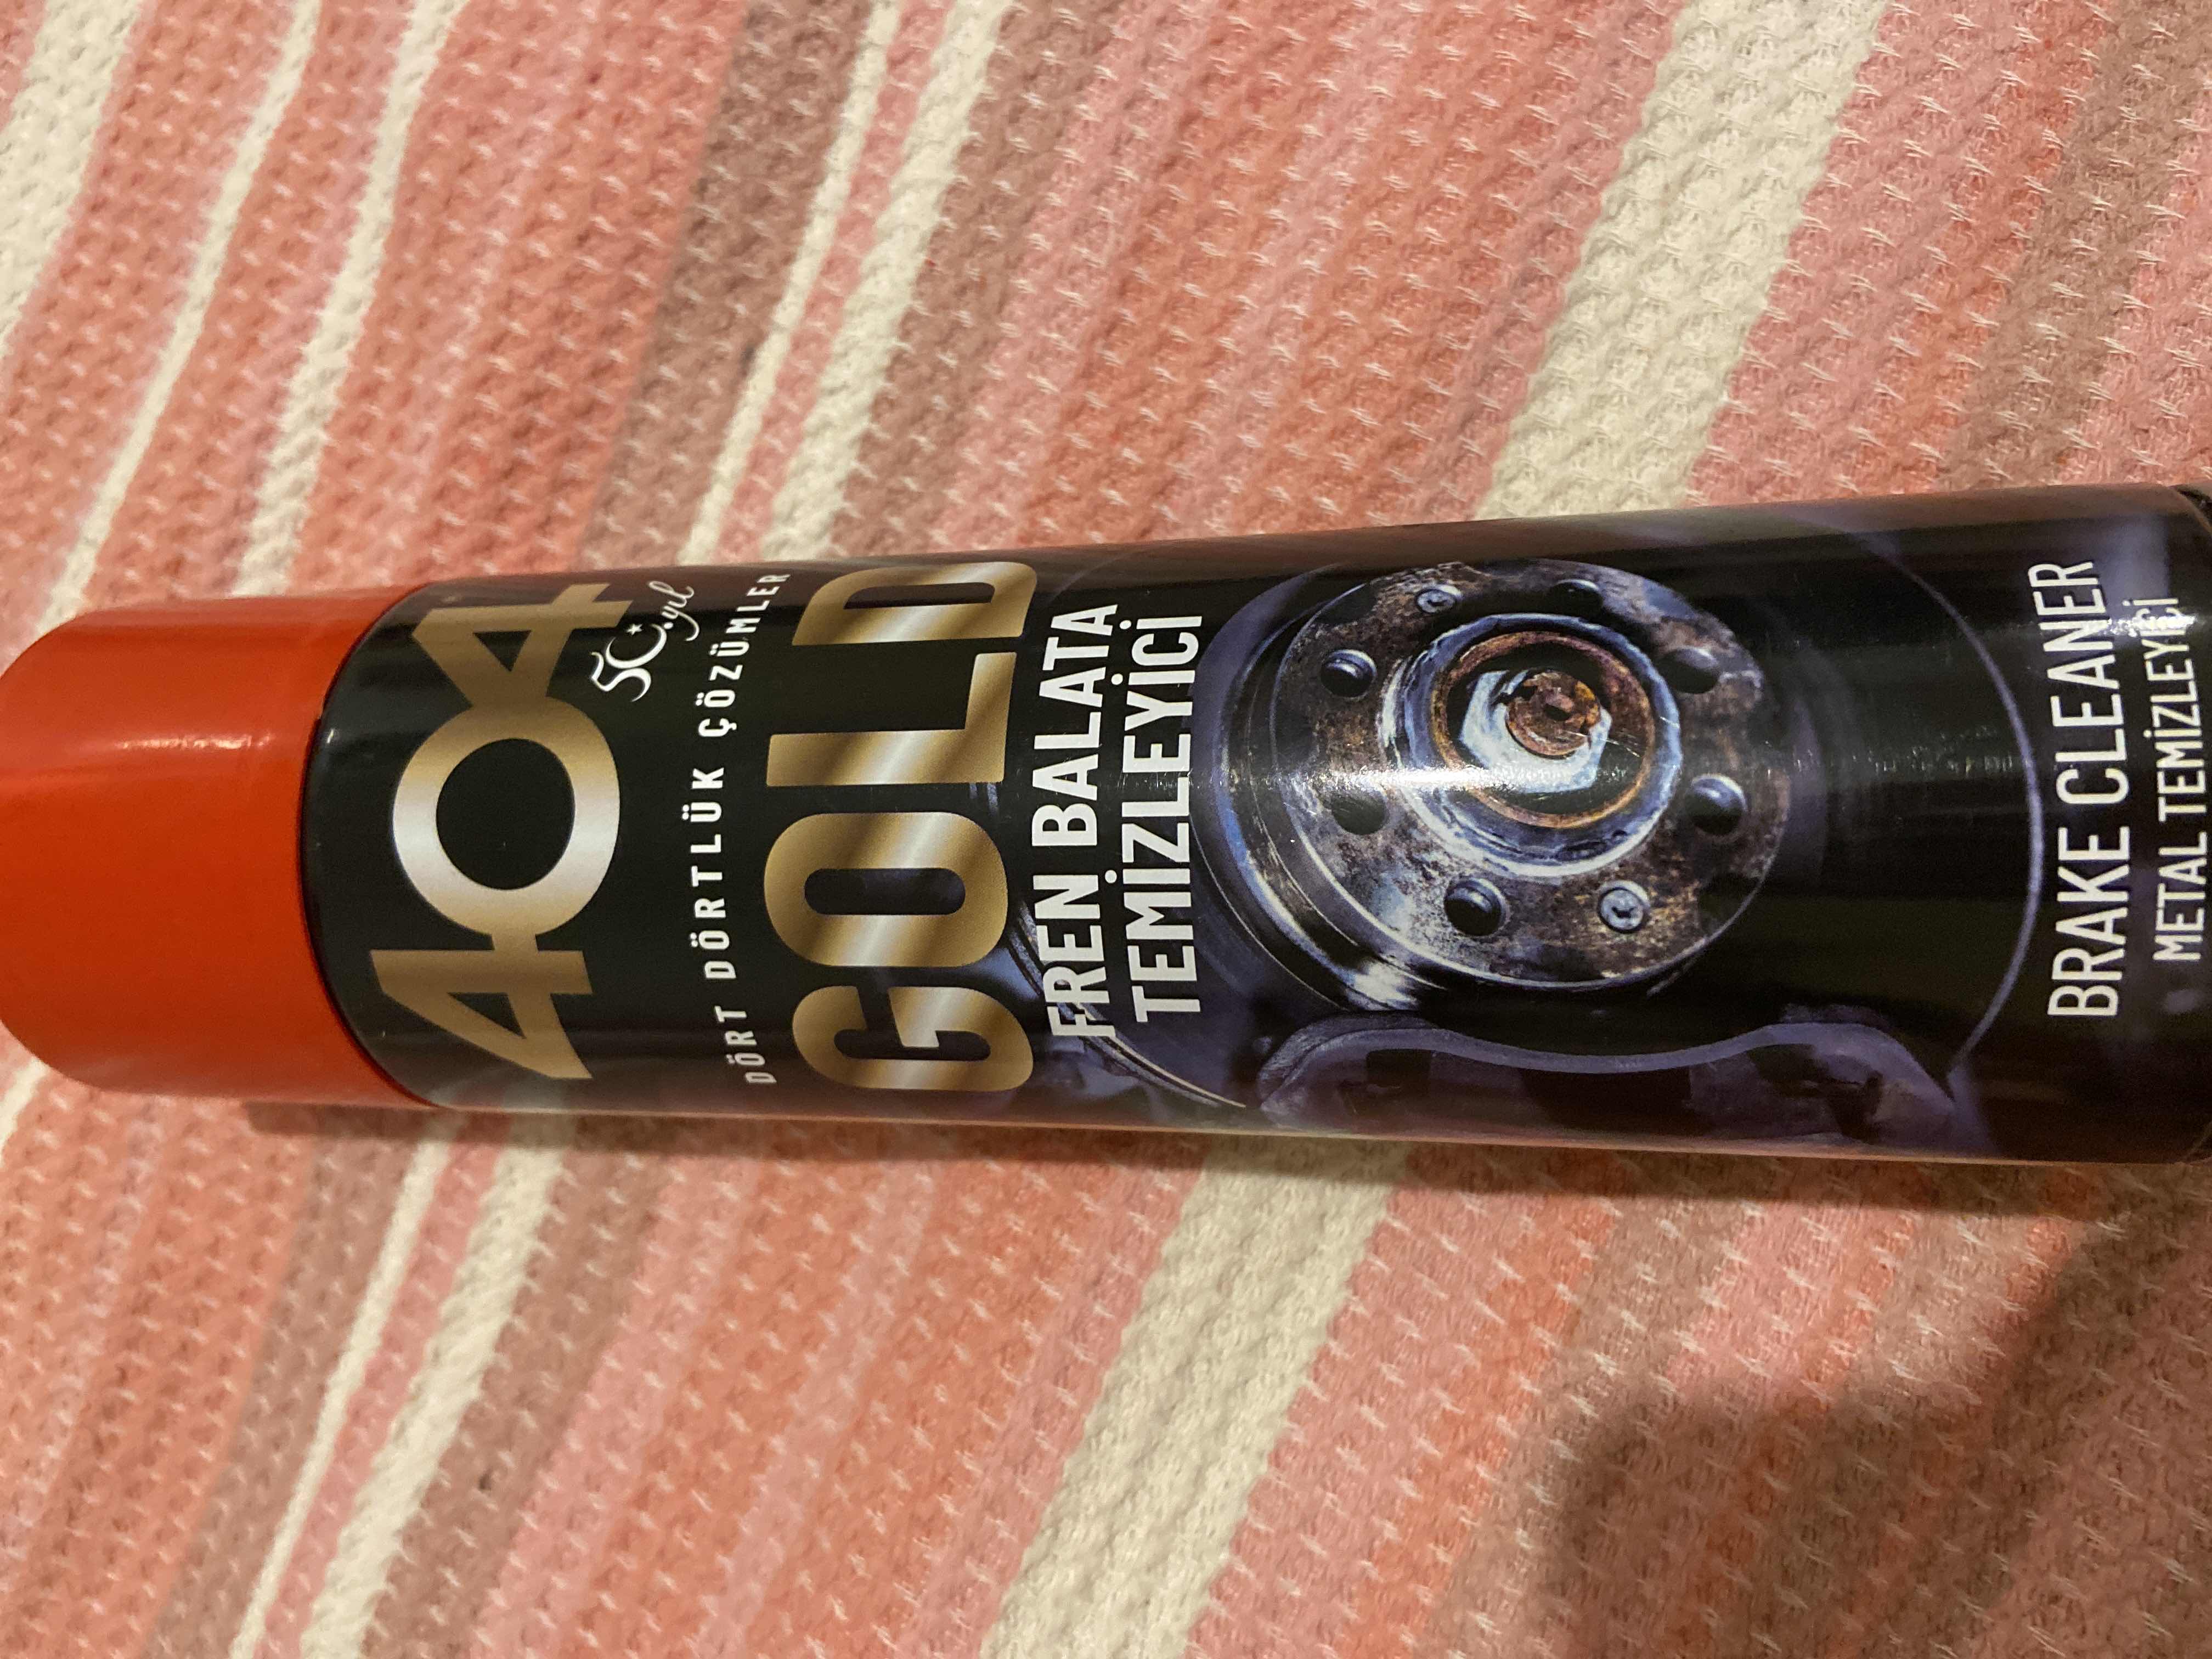 404
50.yıl
DÖRT DÖRTLÜK ÇÖZÜMLER
GOLD
FREN BALATA
TEMİZLEYİCİ
BRAKE CLEANER
METAL TEMİZLEYİCİ